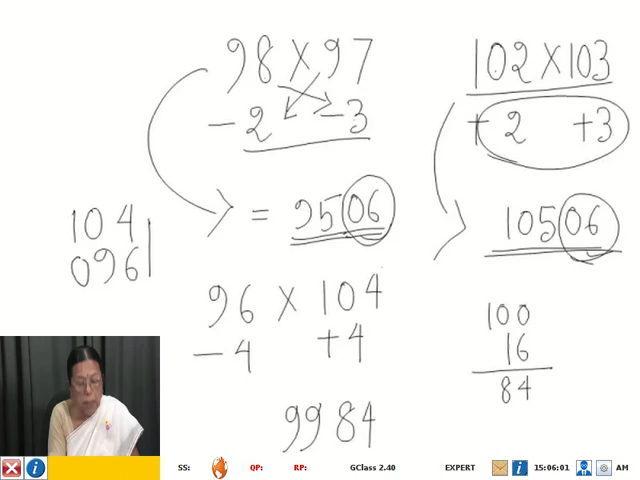 98 × 97
- 2 - 3
> = 9506
102 × 103
+ 2 + 3
> 10506
104
096
96 × 104
- 4 + 4
9984
100
16
84
SS: QP: RP: GClass 2.40 EXPERT 15:06:01 AM